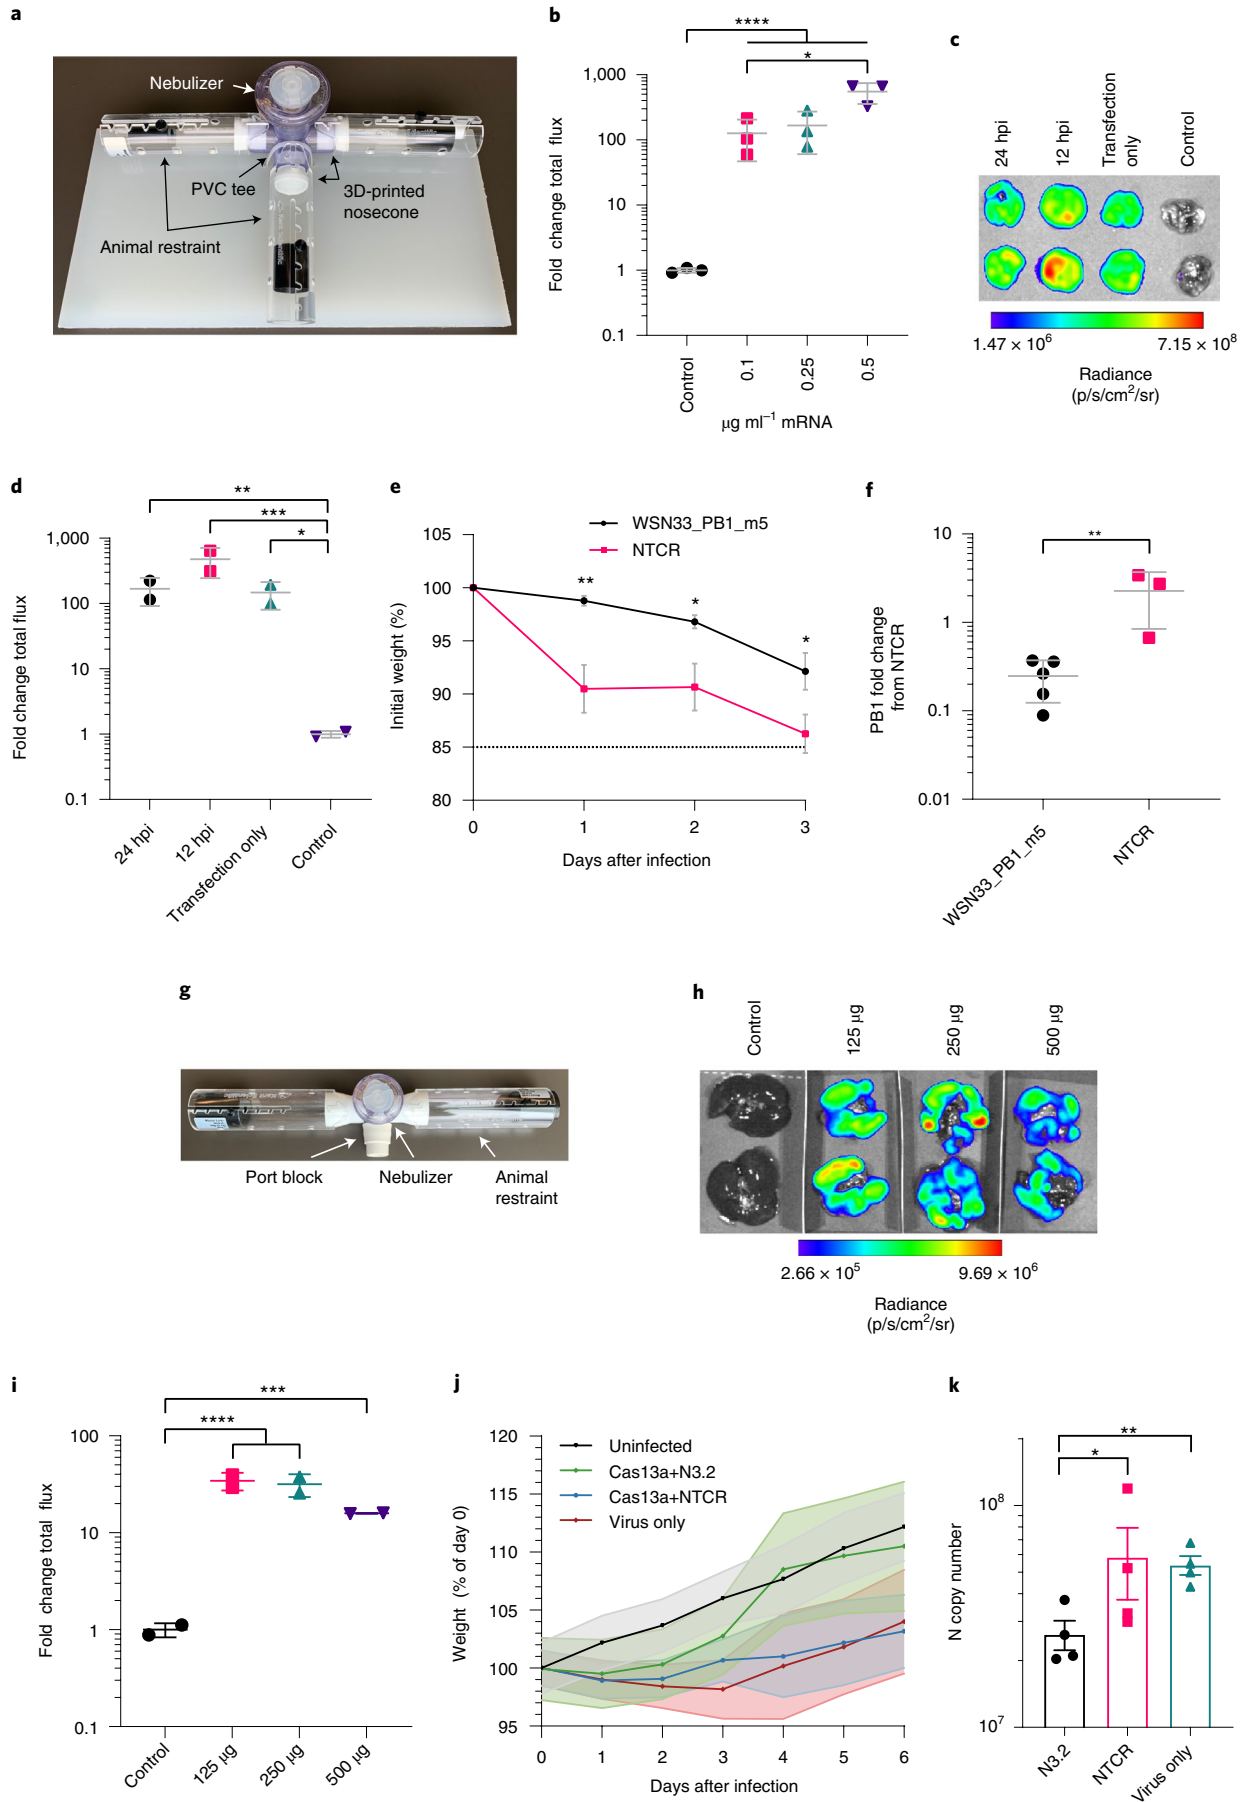 a
Nebulizer
PVC tee
3D-printed
nosecone
Animal restraint
b
****
*
Fold change total flux
1,000
100
10
1
0.1
Control
0.1
0.25
0.5
µg ml⁻¹ mRNA
c
24 hpi
12 hpi
Transfection
only
Control
1.47 × 10⁶
7.15 × 10⁸
Radiance
(p/s/cm²/sr)
d
**
***
*
Fold change total flux
1,000
100
10
1
0.1
24 hpi
12 hpi
Transfection only
Control
e
WSN33_PB1_m5
NTCR
Initial weight (%)
105
100
95
90
85
80
**
*
*
0
1
2
3
Days after infection
f
**
PB1 fold change
from NTCR
10
1
0.1
0.01
WSN33_PB1_m5
NTCR
g
Port block
Nebulizer
Animal
restraint
h
Control
125 µg
250 µg
500 µg
2.66 × 10⁵
9.69 × 10⁶
Radiance
(p/s/cm²/sr)
i
***
****
Fold change total flux
100
10
1
0.1
Control
125 µg
250 µg
500 µg
j
Uninfected
Cas13a+N3.2
Cas13a+NTCR
Virus only
Weight (% of day 0)
120
115
110
105
100
95
0
1
2
3
4
5
6
Days after infection
k
**
*
N copy number
10⁸
10⁷
N3.2
NTCR
Virus only